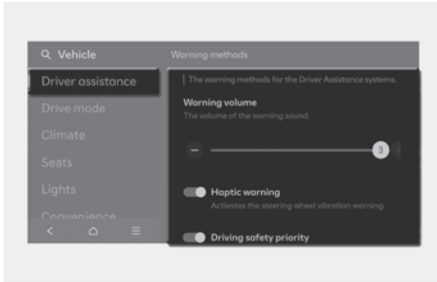 Vehicle
Warning methods
Driver assistance
The warning methods for the Driver Assistance systems.
Drive mode
Warning volume
The volume of the warning sound.
Climate
3
Seats
Haptic warning
Activates the steering wheel vibration warning.
Lights
Convenience
Driving safety priority